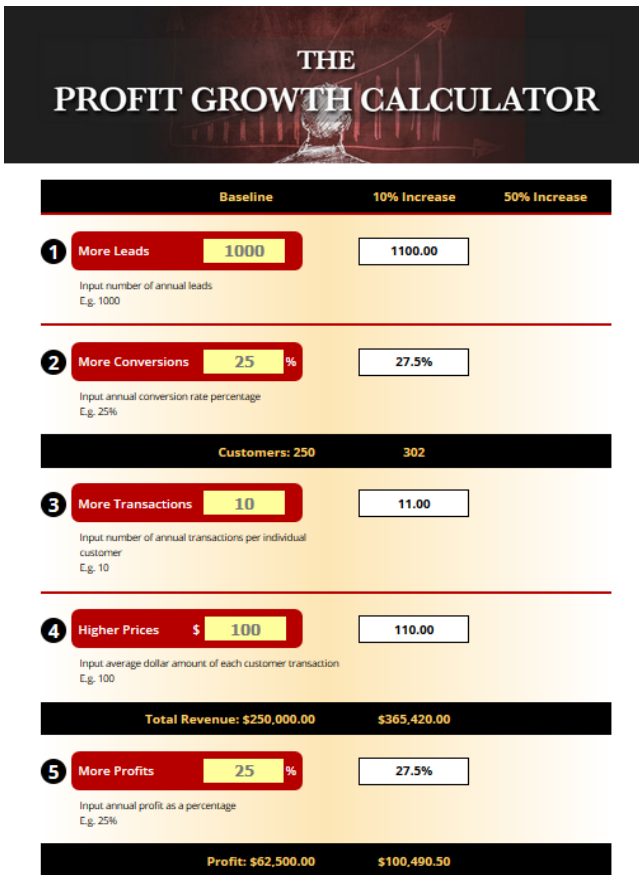 THE
PROFIT GROWTH CALCULATOR
Baseline 10% Increase 50% Increase
1 More Leads 1000 1100.00
Input number of annual leads
E.g. 1000
2 More Conversions 25 % 27.5%
Input annual conversion rate percentage
E.g. 25%
Customers: 250 302
3 More Transactions 10 11.00
Input number of annual transactions per individual
customer
E.g. 10
4 Higher Prices $ 100 110.00
Input average dollar amount of each customer transaction
E.g. 100
Total Revenue: $250,000.00 $365,420.00
5 More Profits 25 % 27.5%
Input annual profit as a percentage
E.g. 25%
Profit: $62,500.00 $100,490.50